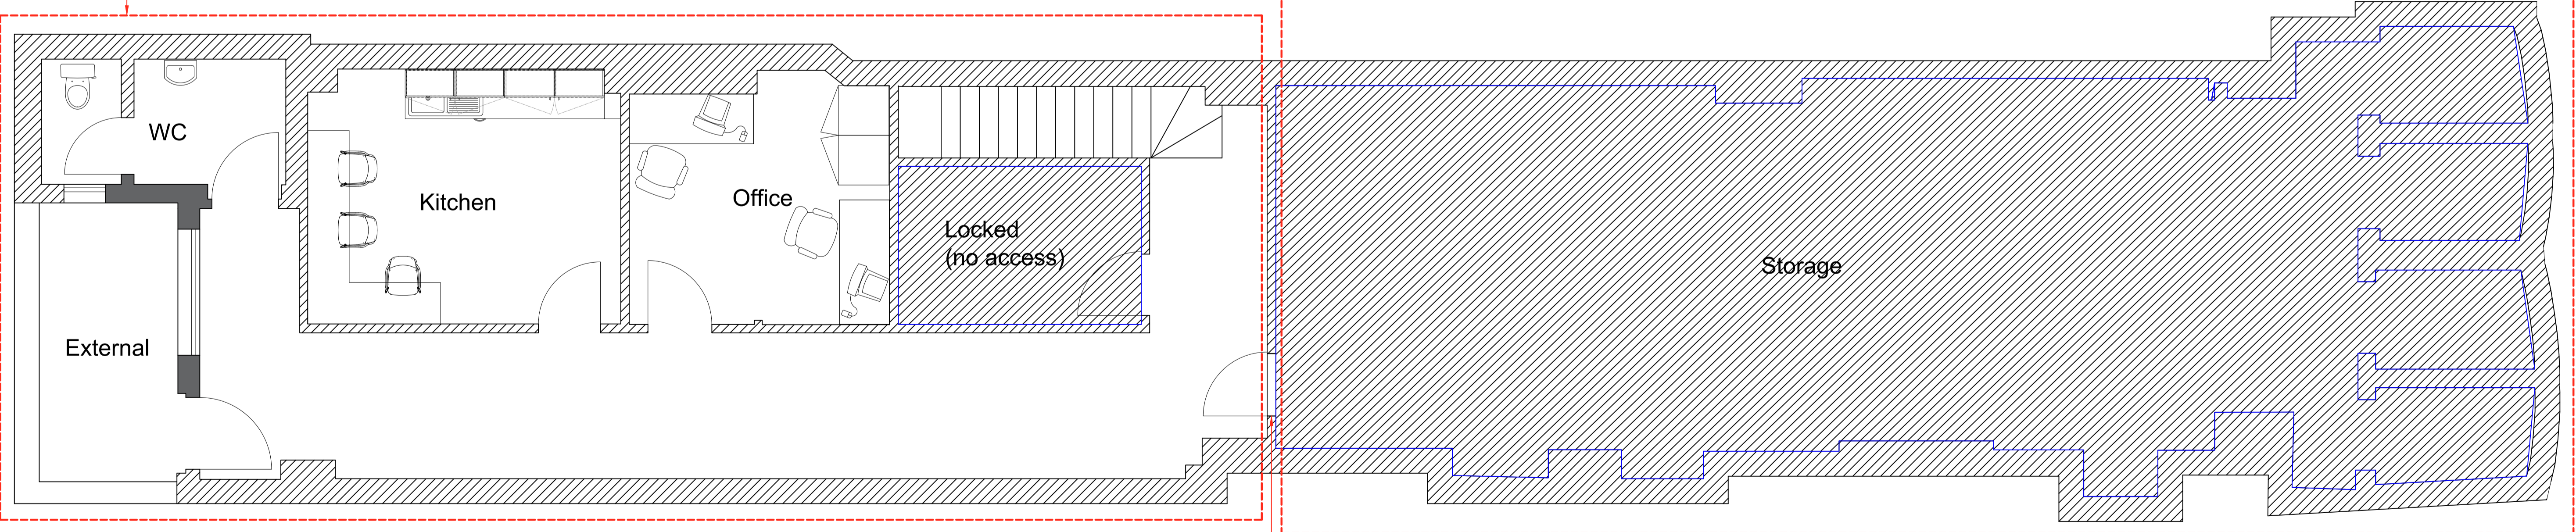 WC
Kitchen
Office
Locked
(no access)
Storage
External